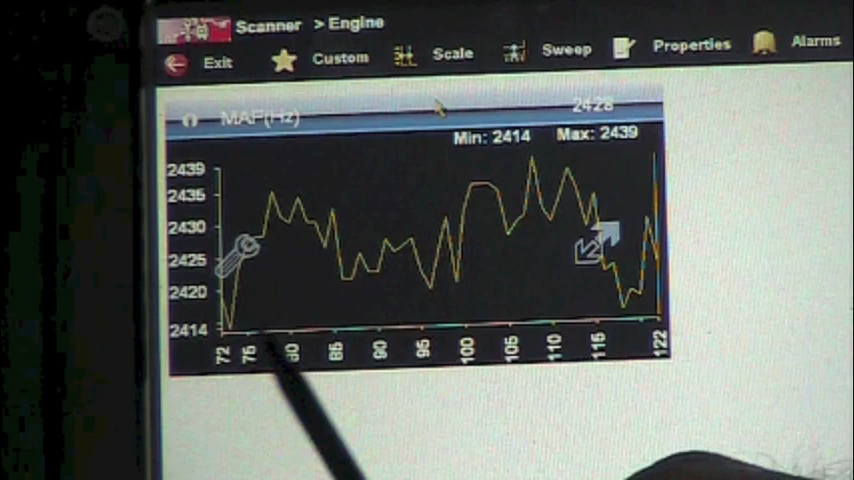 Scanner > Engine
Exit Custom Scale Sweep Properties Alarms
MAF(Hz) 2428
Min: 2414 Max: 2439
2439
2435
2430
2425
2420
2414
72 75 80 85 90 95 100 105 110 115 122